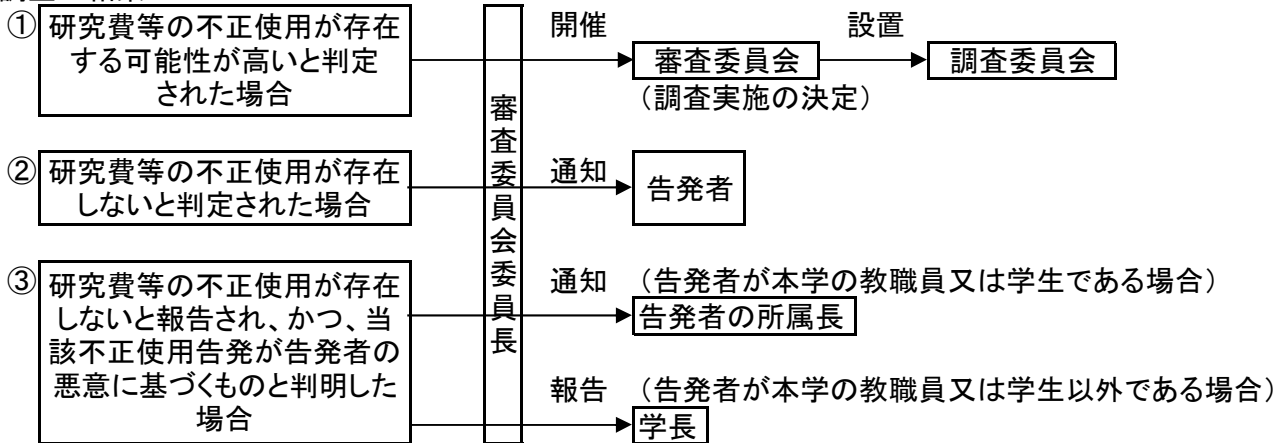 ① 研究費等の不正使用が存在
する可能性が高いと判定
された場合
開催
設置
審査委員会
調査委員会
（調査実施の決定）
審査委員会委員長
② 研究費等の不正使用が存在
しないと判定された場合
通知
告発者
③ 研究費等の不正使用が存在
しないと報告され、かつ、当
該不正使用告発が告発者の
悪意に基づくものと判明した
場合
通知 （告発者が本学の教職員又は学生である場合）
告発者の所属長
報告 （告発者が本学の教職員又は学生以外である場合）
学長